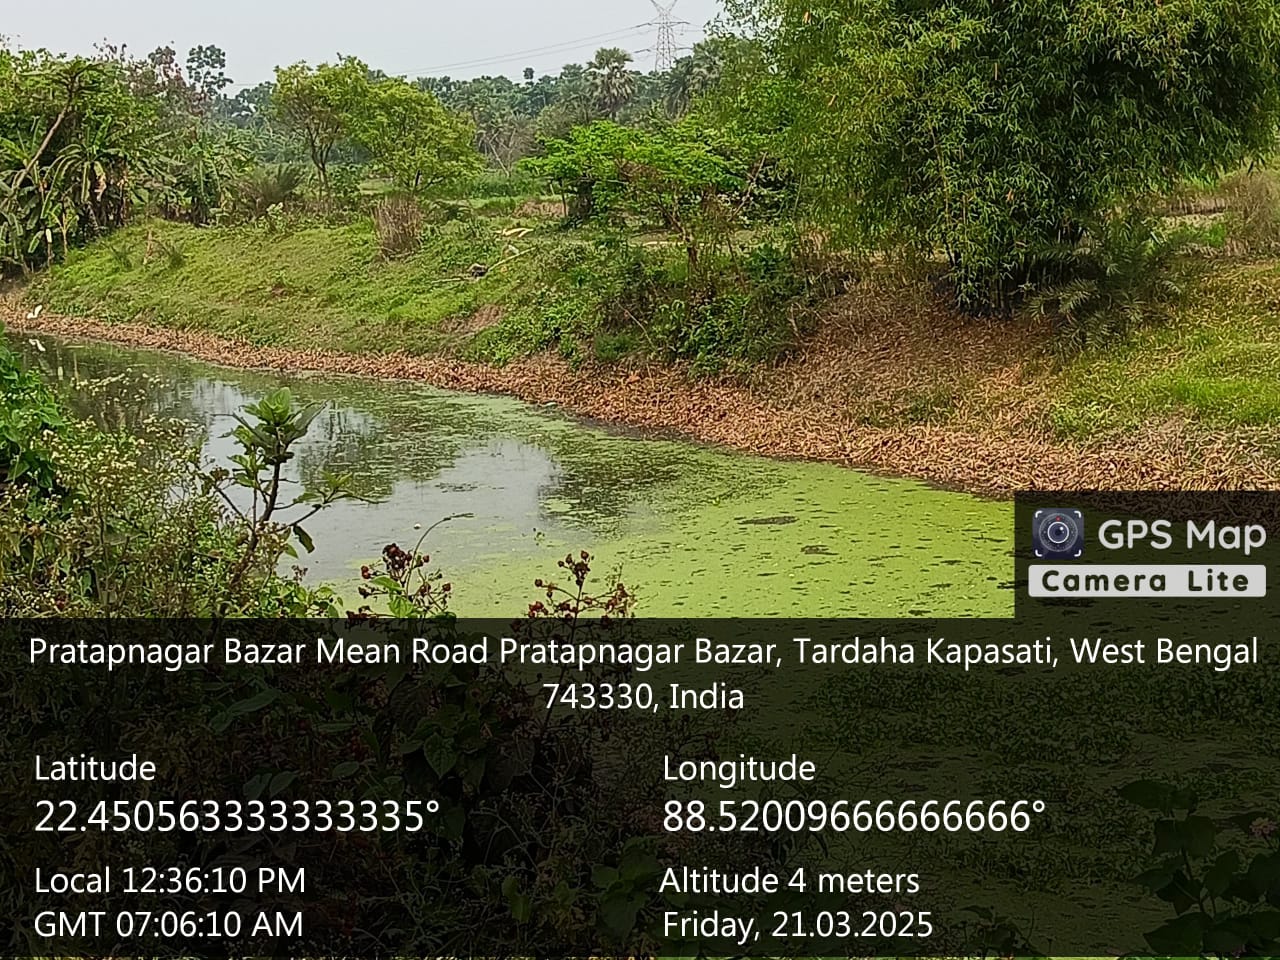 GPS Map
Camera Lite
Pratapnagar Bazar Mean Road Pratapnagar Bazar, Tardaha Kapasati, West Bengal
743330, India
Latitude
22.450563333333335°
Longitude
88.52009666666666°
Local 12:36:10 PM
GMT 07:06:10 AM
Altitude 4 meters
Friday, 21.03.2025